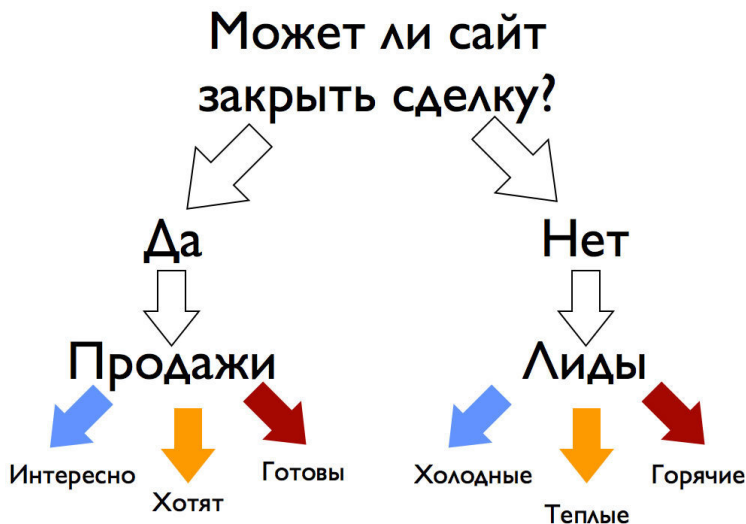 Может ли сайт
закрыть сделку?
Да
Нет
Продажи
Лиды
Интересно
Хотят
Готовы
Холодные
Теплые
Горячие